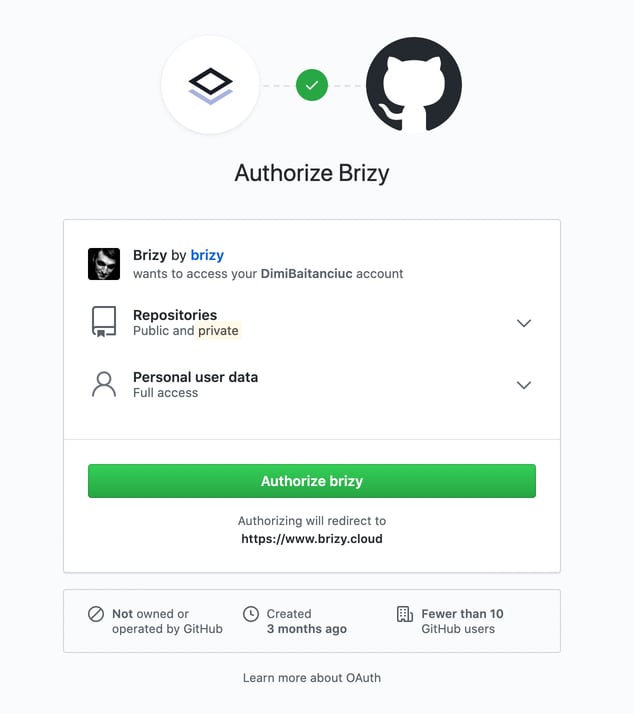 Authorize Brizy
Brizy by brizy
wants to access your DimiBaitanciuc account
Repositories
Public and private
Personal user data
Full access
Authorize brizy
Authorizing will redirect to
https://www.brizy.cloud
Not owned or
operated by GitHub
Created
3 months ago
Fewer than 10
GitHub users
Learn more about OAuth